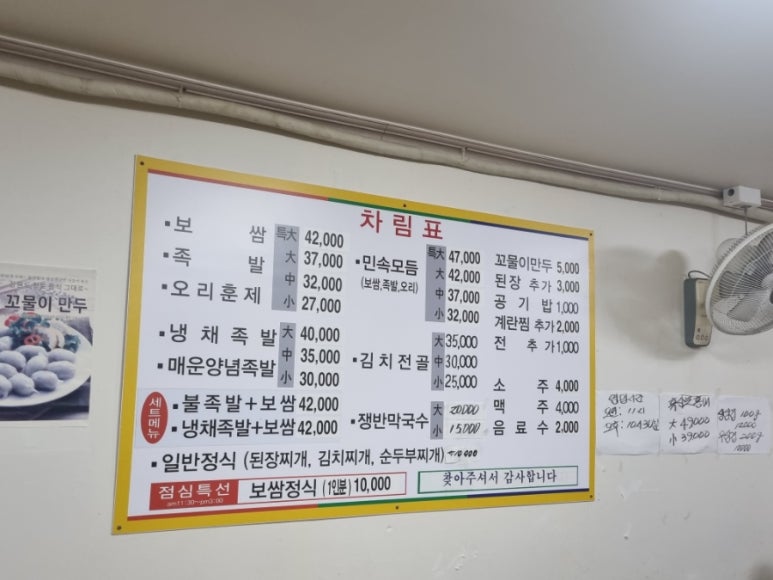 차림표
▪보 쌈 특大 42,000
▪족 발 大 37,000
▪오리훈제 中 32,000
小 27,000
▪냉채족발 大 40,000
▪매운양념족발 中 35,000
小 30,000
세트메뉴
▪불족발+보쌈 42,000
▪냉채족발+보쌈 42,000
▪민속모듬 특大 47,000
(보쌈,족발,오리) 大 42,000
中 37,000
小 32,000
▪김치전골 大 35,000
中 30,000
小 25,000
▪쟁반막국수 大 20,000
小 15,000
꼬물이만두 5,000
된장 추가 3,000
공기밥 1,000
계란찜 추가 2,000
전 추가 1,000
소 주 4,000
맥 주 4,000
음료수 2,000
▪일반정식 (된장찌개, 김치찌개, 순두부찌개)
점심특선 보쌈정식 (1인분) 10,000
am11:30~pm3:00
찾아주셔서 감사합니다
꼬물이 만두
大 49000
小 39000